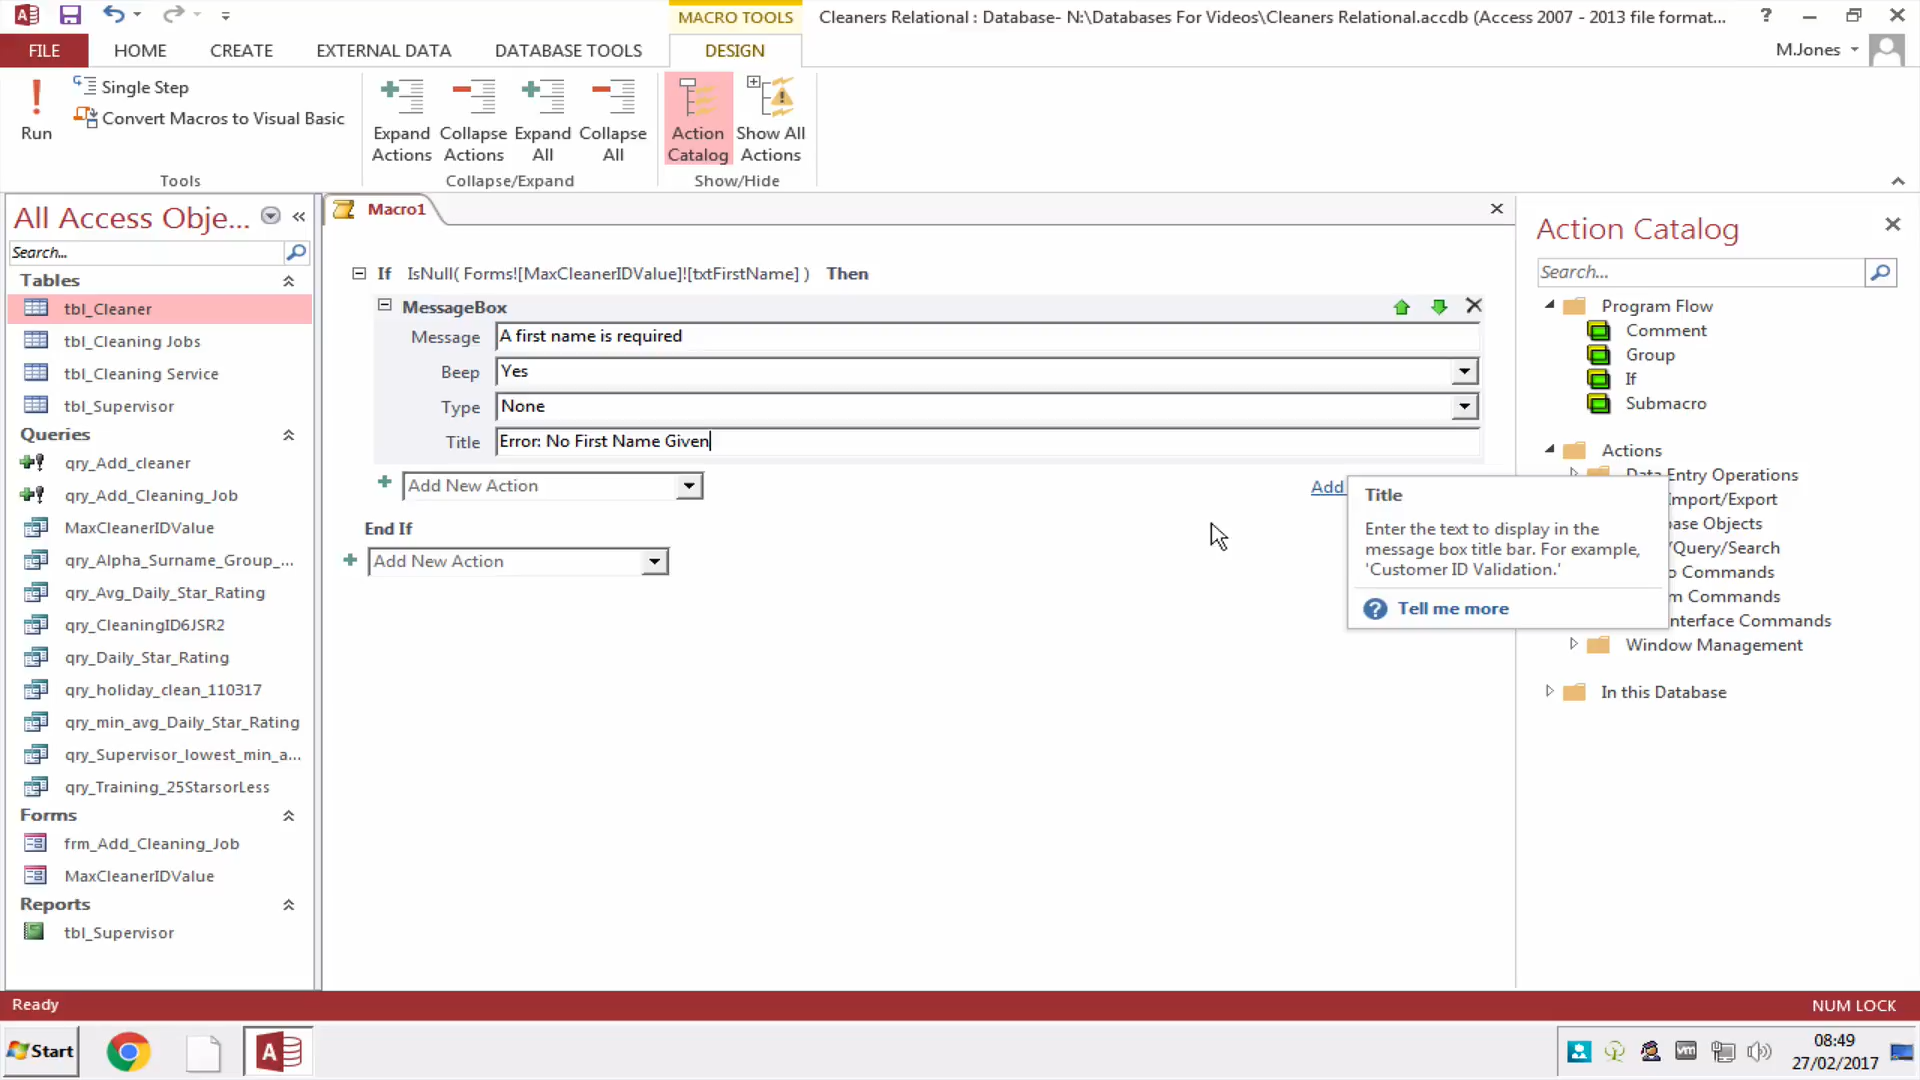 MACRO TOOLS
Cleaners Relational : Database- N:\Databases For Videos\Cleaners Relational.accdb (Access 2007 - 2013 file format...
?
FILE
HOME
CREATE
EXTERNAL DATA
DATABASE TOOLS
DESIGN
M.Jones
Run
Single Step
Convert Macros to Visual Basic
Tools
Expand Actions
Collapse Actions
Expand All
Collapse All
Collapse/Expand
Action Catalog
Show All Actions
Show/Hide
All Access Obje...
Search...
Tables
tbl_Cleaner
tbl_Cleaning Jobs
tbl_Cleaning Service
tbl_Supervisor
Queries
qry_Add_cleaner
qry_Add_Cleaning_Job
MaxCleanerIDValue
qry_Alpha_Surname_Group_...
qry_Avg_Daily_Star_Rating
qry_CleaningID6JSR2
qry_Daily_Star_Rating
qry_holiday_clean_110317
qry_min_avg_Daily_Star_Rating
qry_Supervisor_lowest_min_a...
qry_Training_25StarsorLess
Forms
frm_Add_Cleaning_Job
MaxCleanerIDValue
Reports
tbl_Supervisor
Macro1
If IsNull( Forms![MaxCleanerIDValue]![txtFirstName] ) Then
MessageBox
Message A first name is required
Beep Yes
Type None
Title Error: No First Name Given
Add New Action
Add
End If
Add New Action
Title
Enter the text to display in the
message box title bar. For example,
'Customer ID Validation.'
? Tell me more
Action Catalog
Search...
Program Flow
Comment
Group
If
Submacro
Actions
Data Entry Operations
Import/Export
ase Objects
/Query/Search
o Commands
m Commands
nterface Commands
Window Management
In this Database
Ready
NUM LOCK
Start
A
vm
08:49
27/02/2017